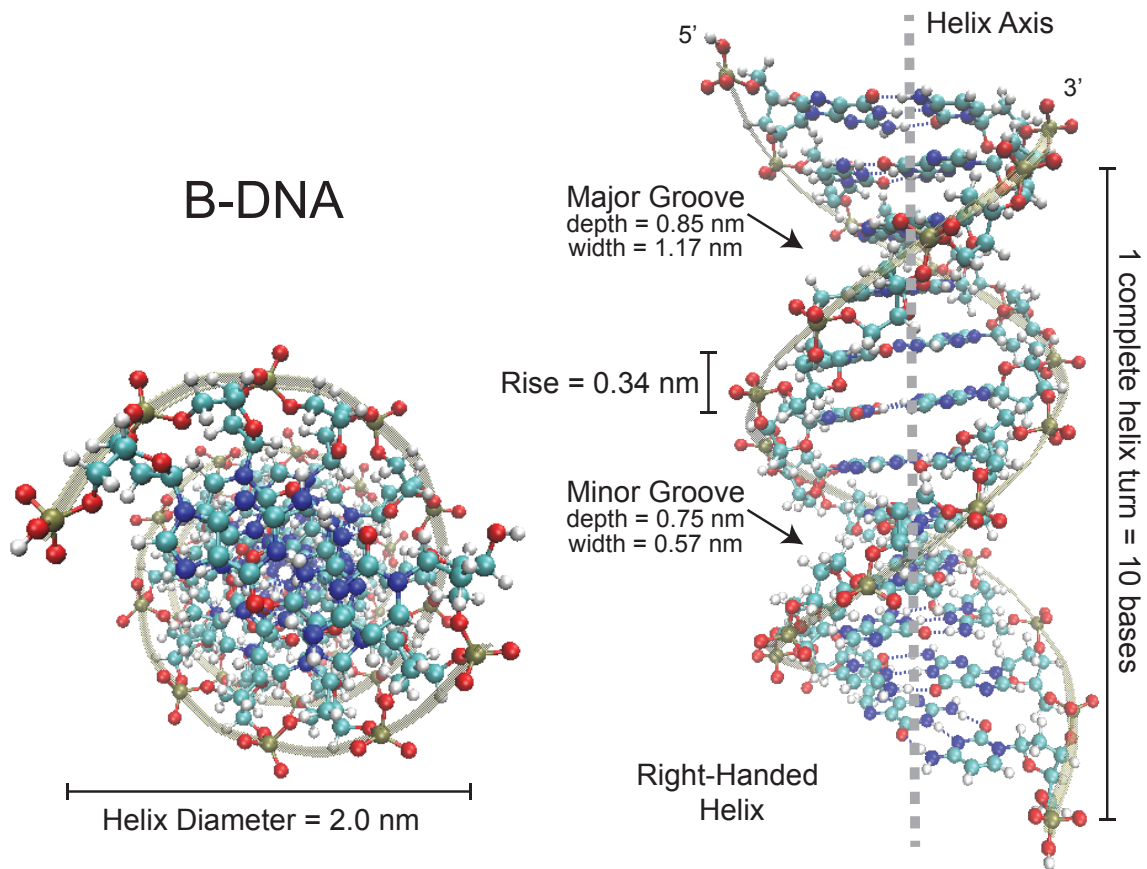 B-DNA
Helix Diameter = 2.0 nm
Helix Axis
5’
3’
Major Groove
depth = 0.85 nm
width = 1.17 nm
Rise = 0.34 nm
Minor Groove
depth = 0.75 nm
width = 0.57 nm
Right-Handed
Helix
1 complete helix turn = 10 bases